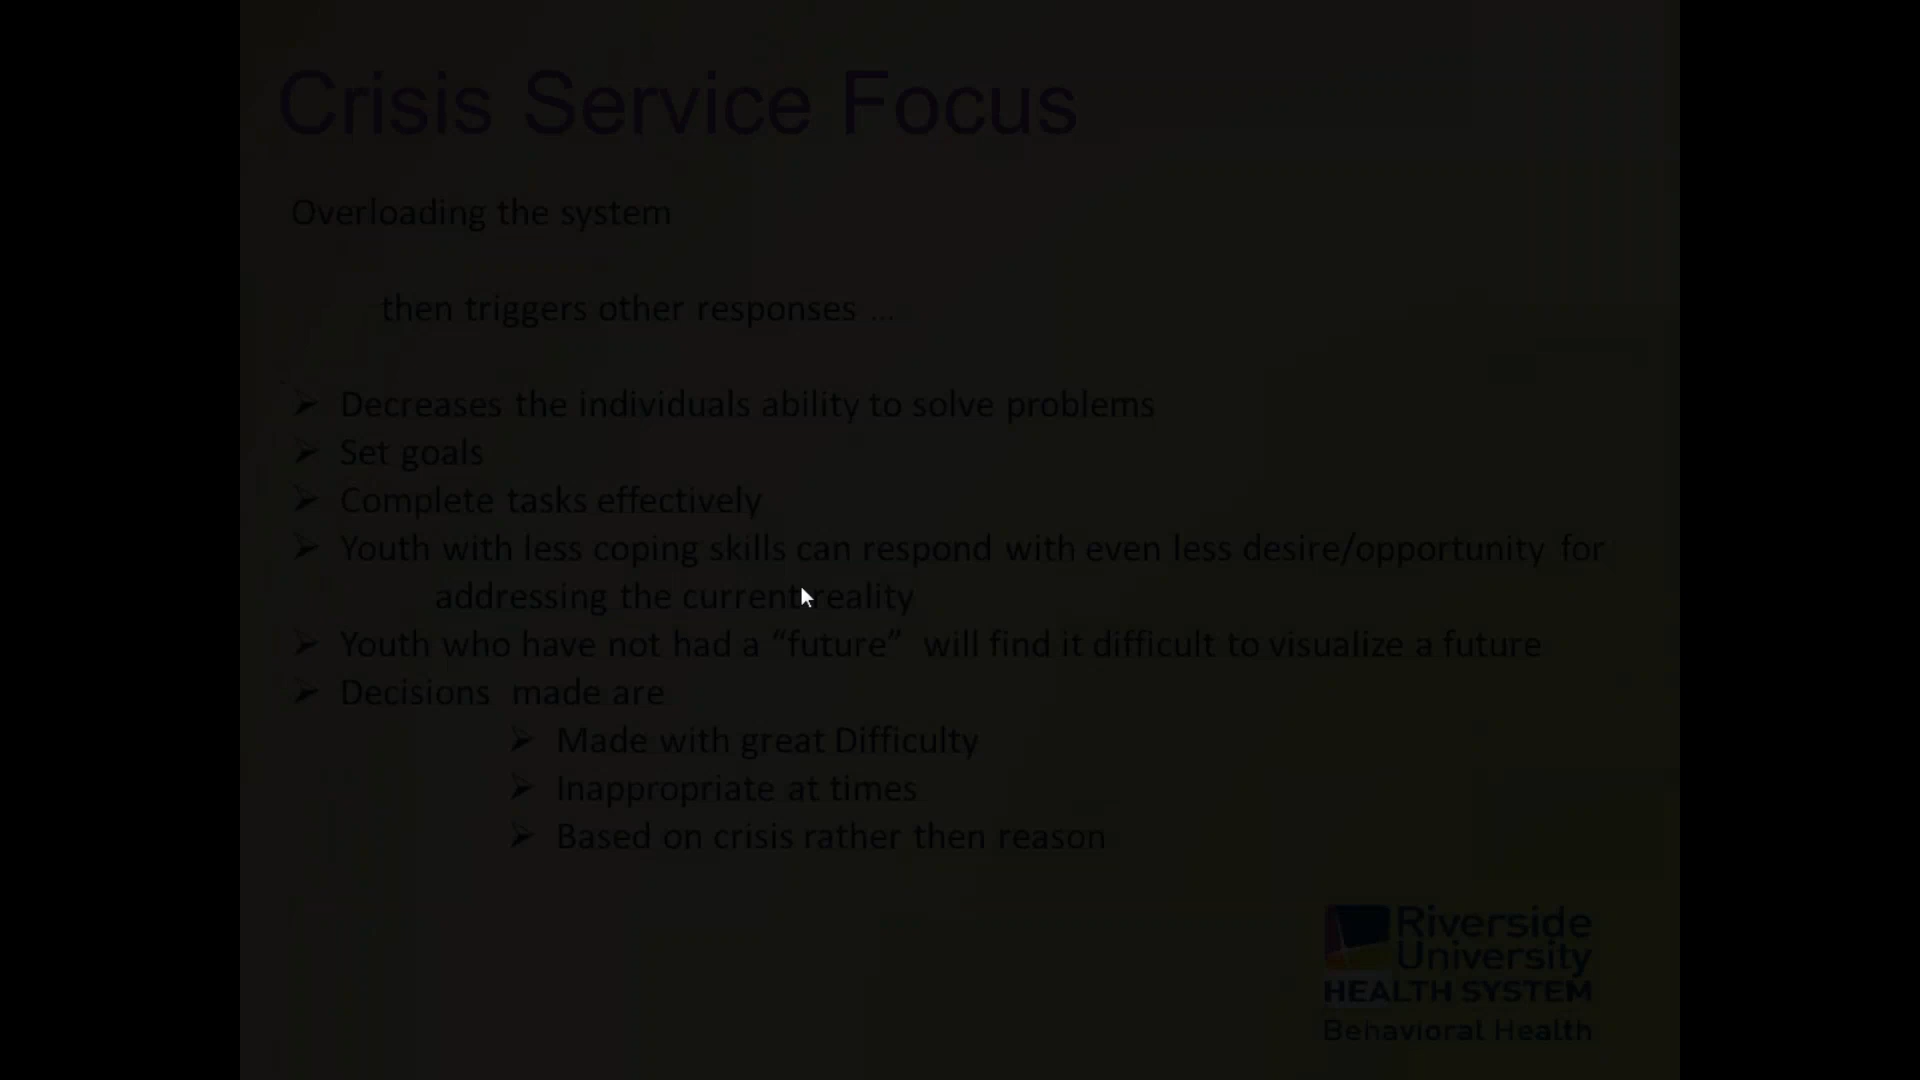 Crisis Service Focus
Overloading the system
then triggers other responses ...
➢ Decreases the individuals ability to solve problems
➢ Set goals
➢ Complete tasks effectively
➢ Youth with less coping skills can respond with even less desire/opportunity for
addressing the current reality
➢ Youth who have not had a “future” will find it difficult to visualize a future
➢ Decisions made are
➢ Made with great Difficulty
➢ Inappropriate at times
➢ Based on crisis rather then reason
Riverside
University
HEALTH SYSTEM
Behavioral Health